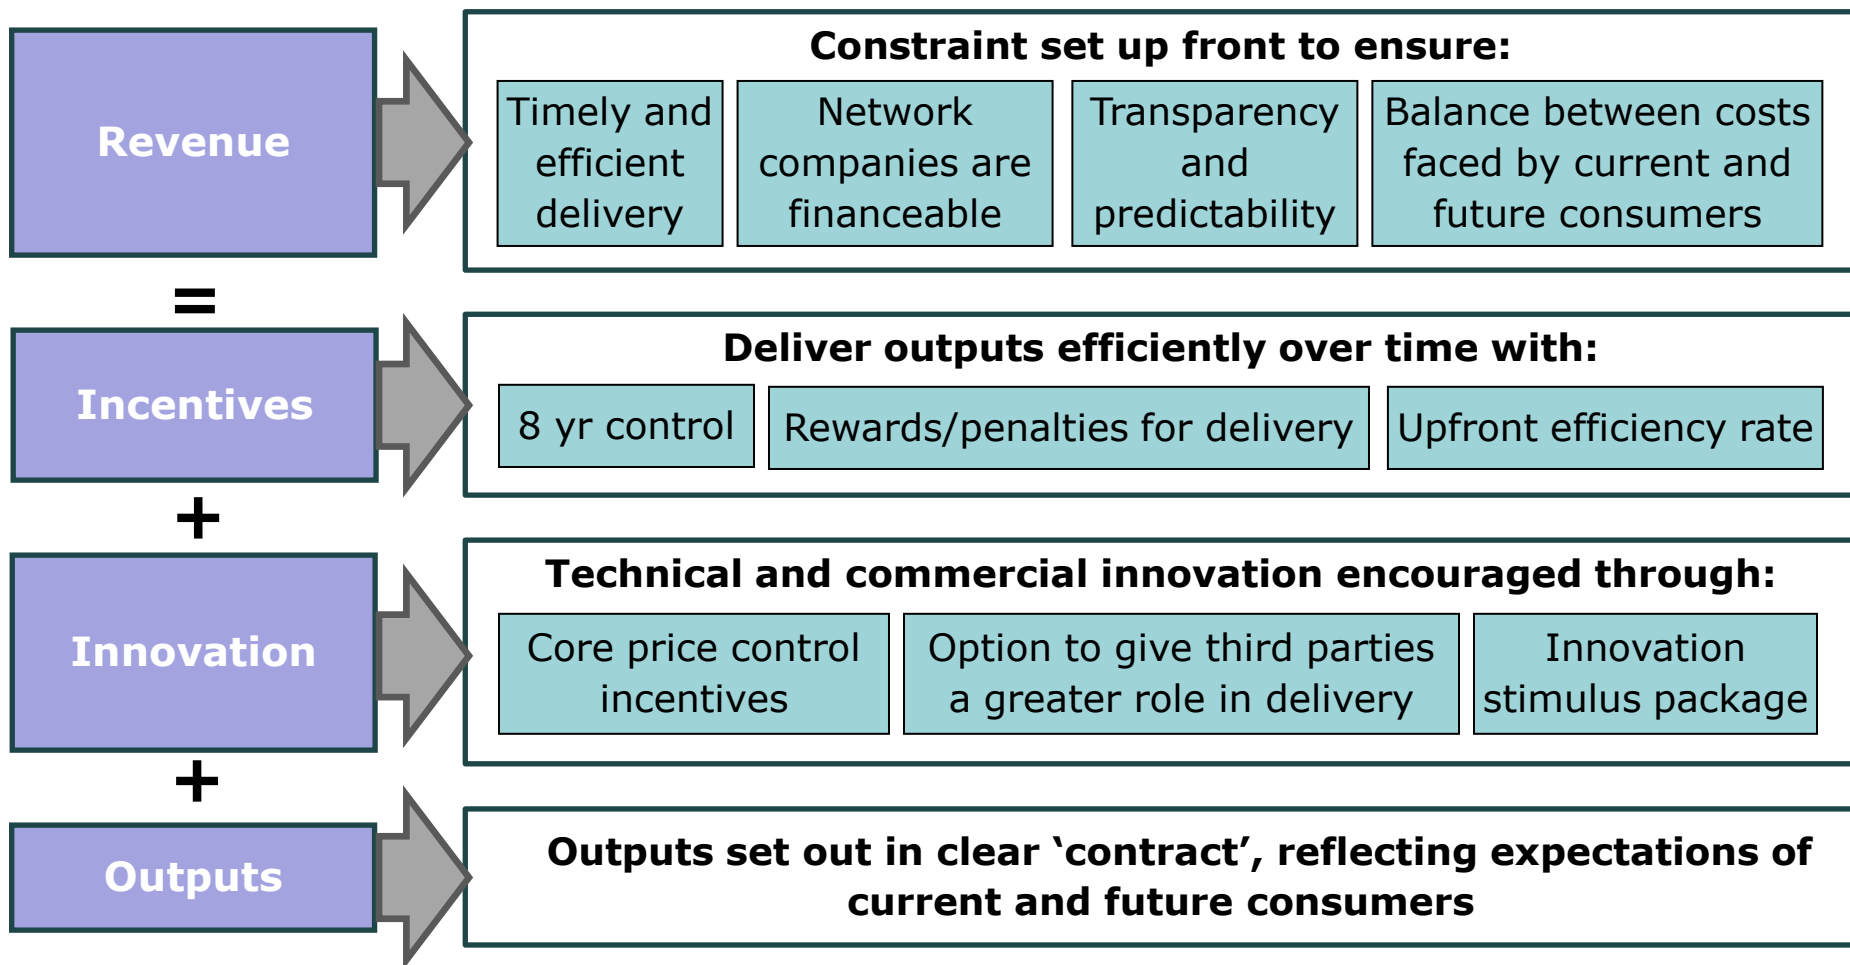 Revenue
Constraint set up front to ensure:
Timely and
efficient
delivery
Network
companies are
financeable
Transparency
and
predictability
Balance between costs
faced by current and
future consumers
=
Incentives
Deliver outputs efficiently over time with:
8 yr control
Rewards/penalties for delivery
Upfront efficiency rate
+
Innovation
Technical and commercial innovation encouraged through:
Core price control
incentives
Option to give third parties
a greater role in delivery
Innovation
stimulus package
+
Outputs
Outputs set out in clear ‘contract’, reflecting expectations of
current and future consumers